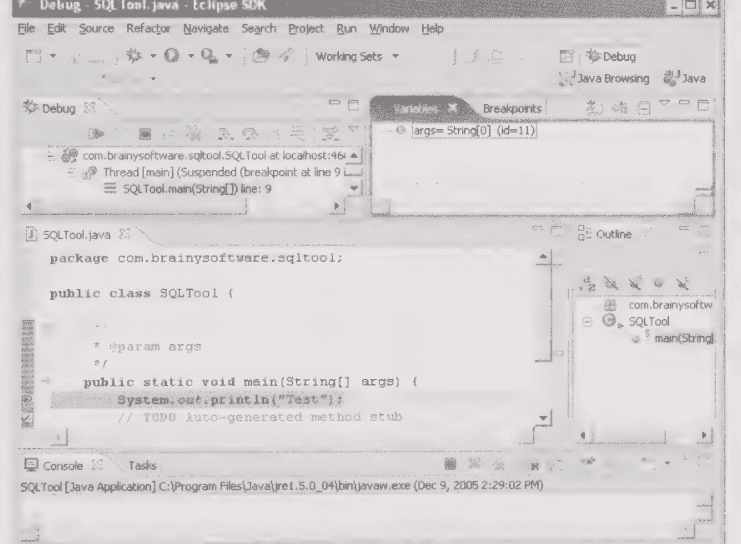 Debug - SQLTool.java - Eclipse SDK
File Edit Source Refactor Navigate Search Project Run Window Help
Working Sets
Debug
Java Browsing Java
Debug
Variables Breakpoints
args= String[0] (id=11)
com.brainysoftware.sqltool.SQLTool at localhost:46
Thread [main] (Suspended (breakpoint at line 9 i
SQLTool.main(String[]) line: 9
SQLTool.java
Outline
package com.brainysoftware.sqltool;
public class SQLTool {
* @param args
*/
public static void main(String[] args) {
System.out.println("Test");
// TODO Auto-generated method stub
com.brainysoftw
SQLTool
main(String[
Console Tasks
SQLTool [Java Application] C:\Program Files\Java\jre1.5.0_04\bin\javaw.exe (Dec 9, 2005 2:29:02 PM)